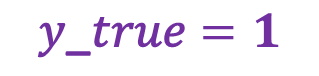 y_true = 1